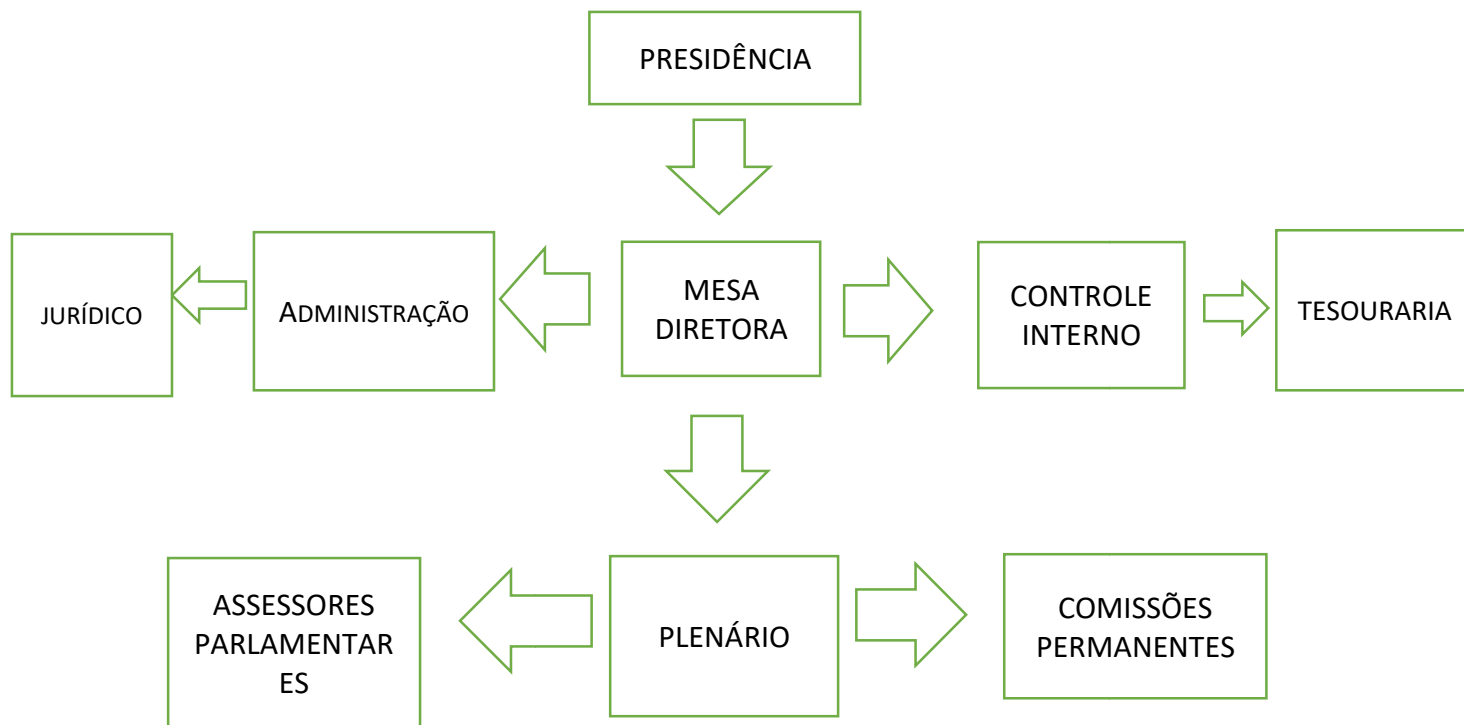 PRESIDÊNCIA
JURÍDICO
ADMINISTRAÇÃO
MESA
DIRETORA
CONTROLE
INTERNO
TESOURARIA
ASSESSORES
PARLAMENTAR
ES
PLENÁRIO
COMISSÕES
PERMANENTES